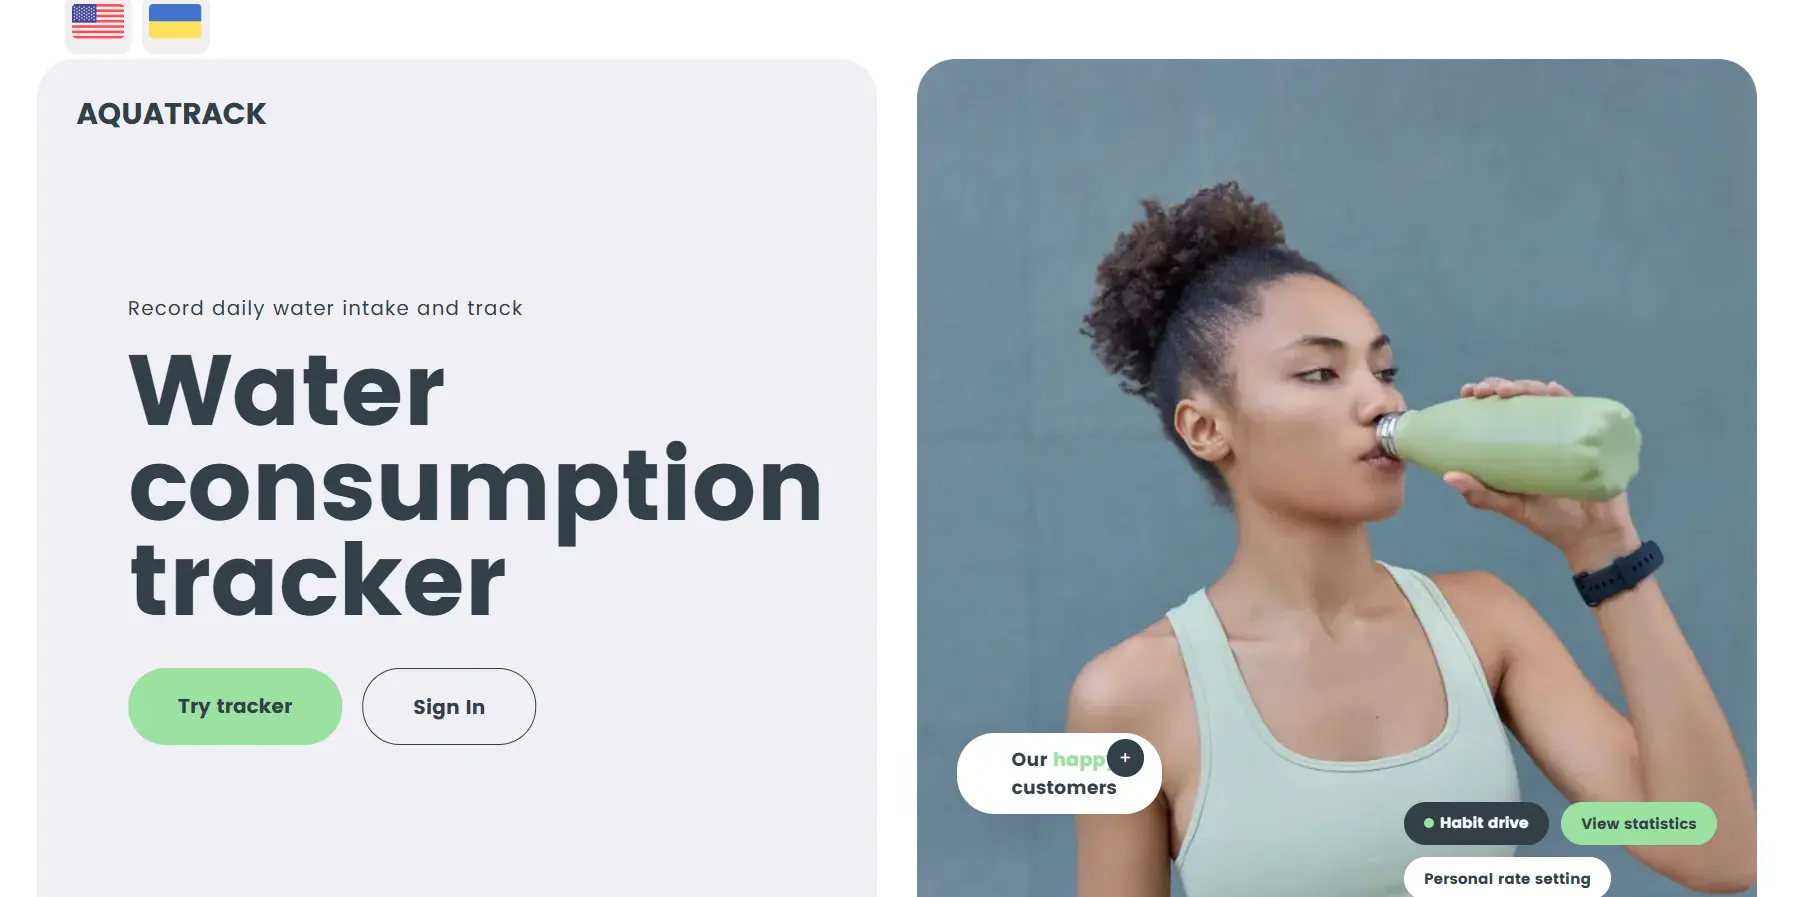 AQUATRACK
Record daily water intake and track
Water
consumption
tracker
Try tracker
Sign In
Our happ
customers
+
Habit drive
View statistics
Personal rate setting